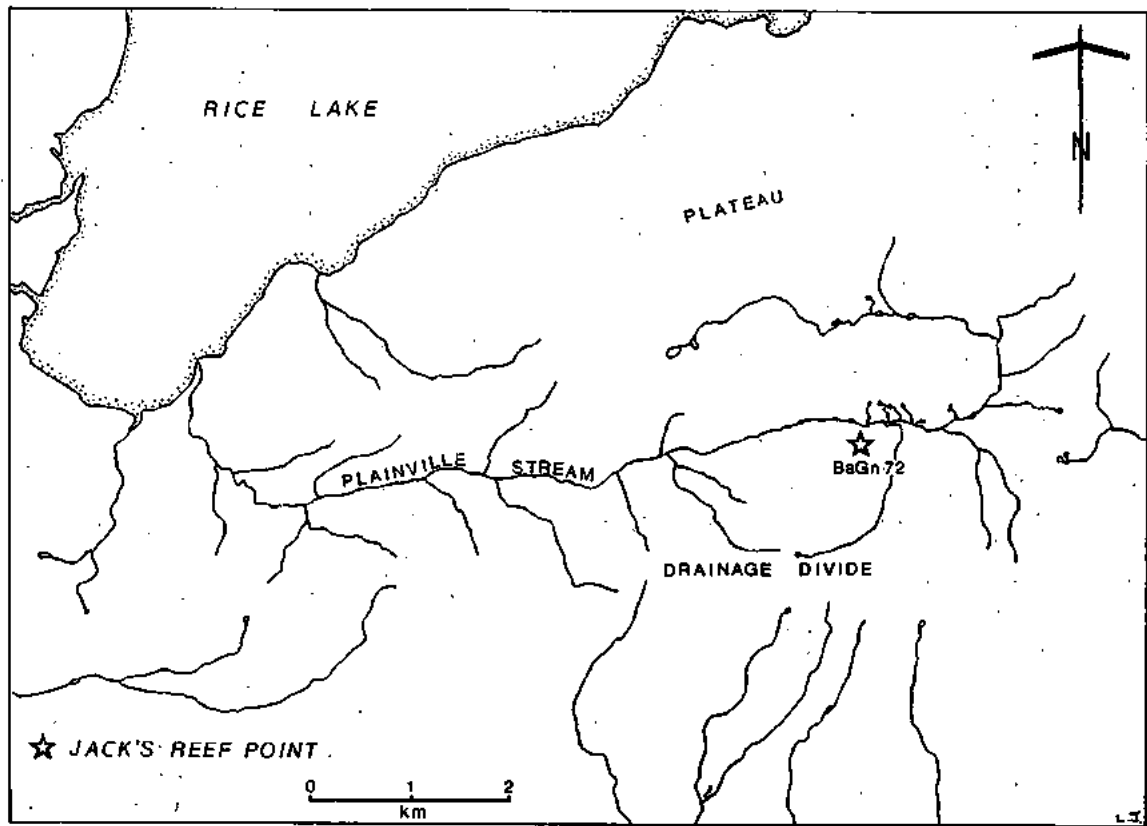 RICE LAKE
N
PLATEAU
PLAINVILLE STREAM
BaGn 72
DRAINAGE DIVIDE
JACK'S REEF POINT
0 1 2
km
L.J.